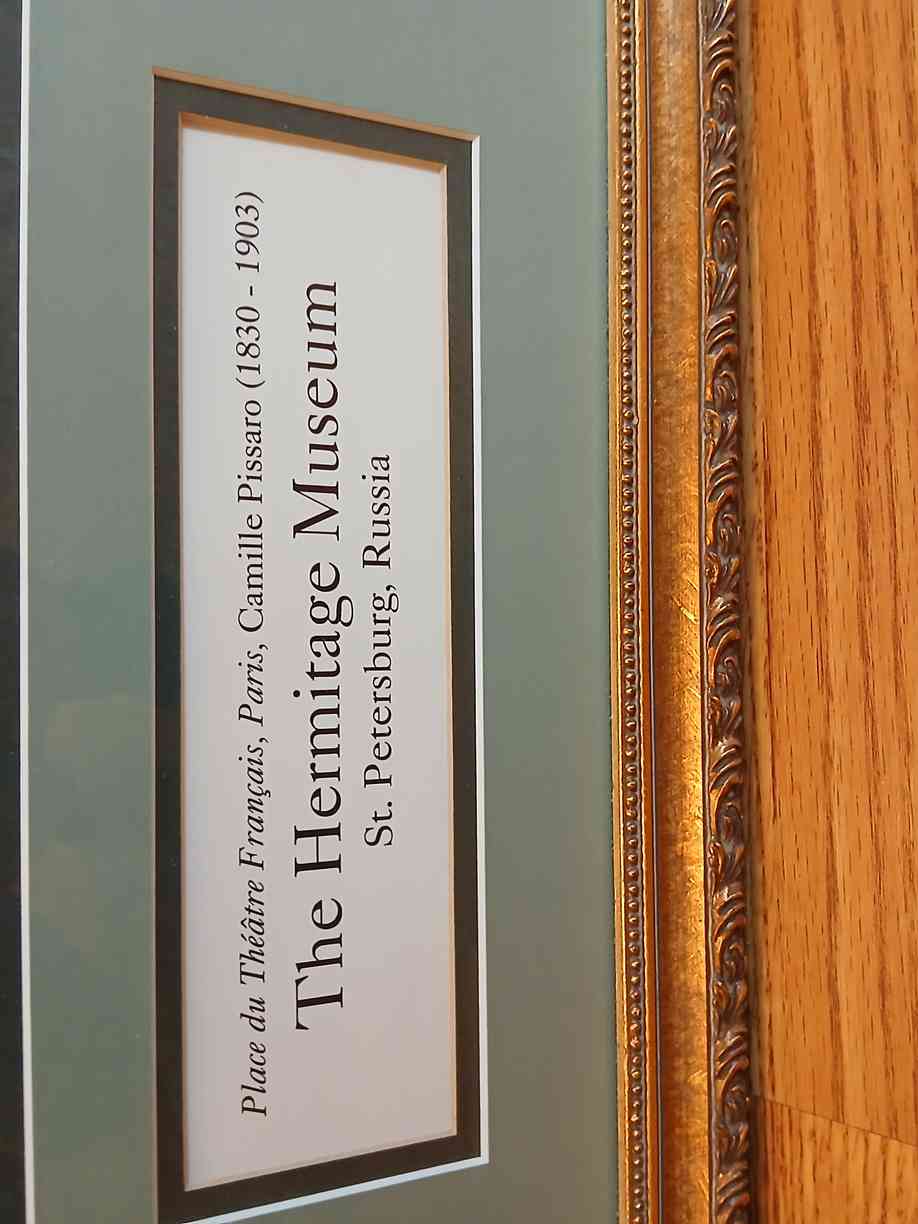 Place du Théâtre Français, Paris, Camille Pissaro (1830 - 1903)
The Hermitage Museum
St. Petersburg, Russia